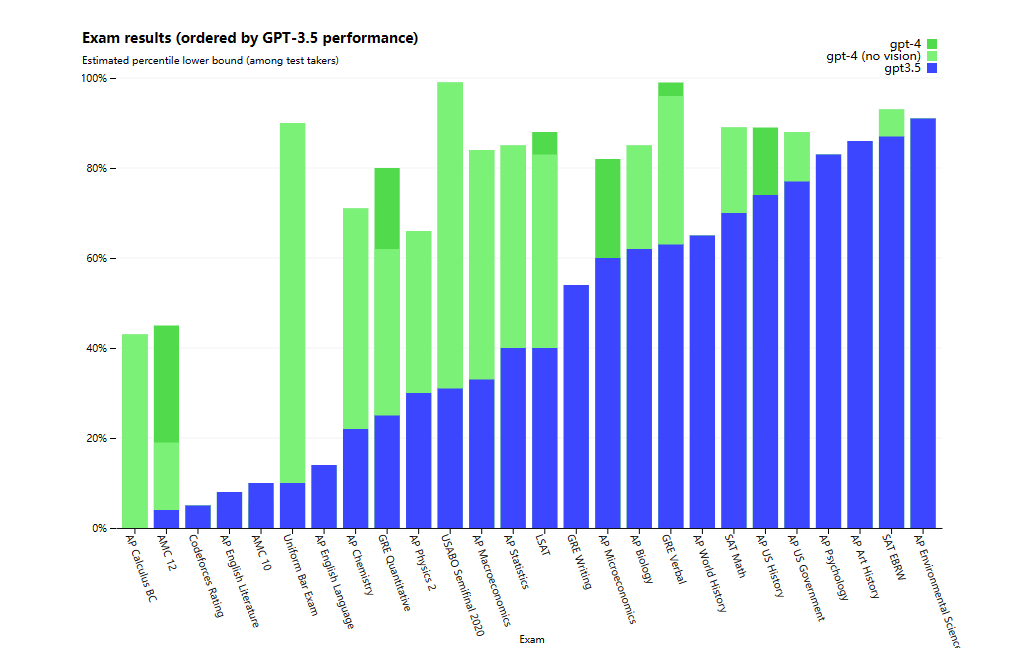 Exam results (ordered by GPT-3.5 performance)
Estimated percentile lower bound (among test takers)
gpt-4
gpt-4 (no vision)
gpt3.5
100%
80%
60%
40%
20%
0%
AP Calculus BC
AMC 12
Codeforces Rating
AP English Literature
AMC 10
Uniform Bar Exam
AP English Language
AP Chemistry
GRE Quantitative
AP Physics 2
USABO Semifinal 2020
AP Macroeconomics
AP Statistics
LSAT
GRE Writing
AP Microeconomics
AP Biology
GRE Verbal
AP World History
SAT Math
AP US History
AP US Government
AP Psychology
AP Art History
SAT EBRW
AP Environmental Science
Exam